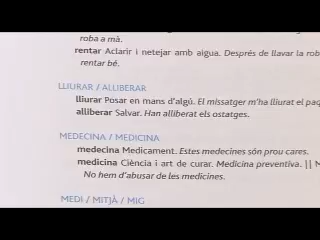 roba a mà.
rentar Aclarir i netejar amb aigua. Després de llavar la rob
rentar bé.
LLIURAR / ALLIBERAR
lliurar Posar en mans d'algú. El missatger m'ha lliurat el paq
alliberar Salvar. Han alliberat els ostatges.
MEDECINA / MEDICINA
medecina Medicament. Estes medecines són prou cares.
medicina Ciència i art de curar. Medicina preventiva. || M
No hem d'abusar de les medicines.
MEDI / MITJÀ / MIG